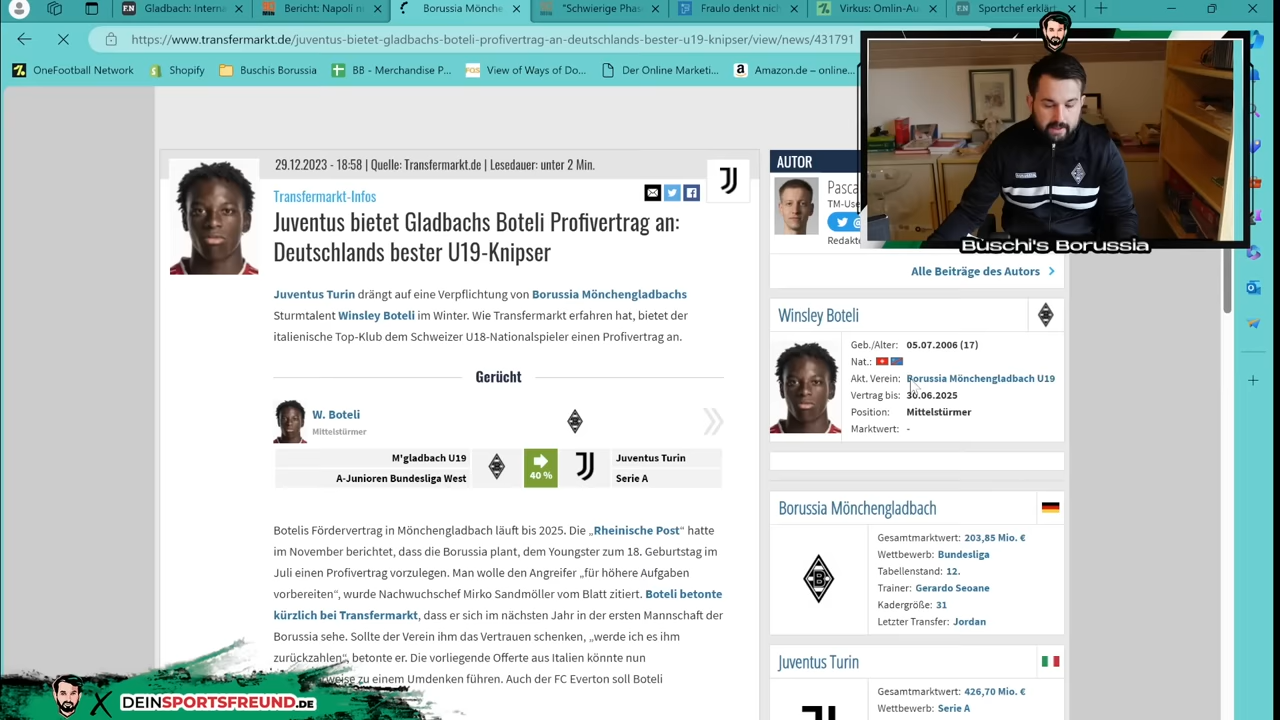 Gladbach: Interna
Bericht: Napoli n
Borussia Mönche
"Schwierige Phas
Fraulo denkt nich
Virkus: Omlin-Au
Sportchef erklärt
https://www.transfermarkt.de/juventus-
t-gladbachs-boteli-profivertrag-an-deutschlands-bester-u19-knipser/view/news/431791
OneFootball Network
Shopify
Buschis Borussia
BB - Merchandise P...
View of Ways of Do...
Der Online Marketi...
Amazon.de – online...
29.12.2023 - 18:58 | Quelle: Transfermarkt.de | Lesedauer: unter 2 Min.
Transfermarkt-Infos
Juventus bietet Gladbachs Boteli Profivertrag an:
Deutschlands bester U19-Knipser
Juventus Turin drängt auf eine Verpflichtung von Borussia Mönchengladbachs
Sturmtalent Winsley Boteli im Winter. Wie Transfermarkt erfahren hat, bietet der
italienische Top-Klub dem Schweizer U18-Nationalspieler einen Profivertrag an.
Gerücht
W. Boteli
Mittelstürmer
M'gladbach U19
A-Junioren Bundesliga West
40 %
Juventus Turin
Serie A
Botelis Fördervertrag in Mönchengladbach läuft bis 2025. Die „Rheinische Post“ hatte
im November berichtet, dass die Borussia plant, dem Youngster zum 18. Geburtstag im
Juli einen Profivertrag vorzulegen. Man wolle den Angreifer „für höhere Aufgaben
vorbereiten“, wurde Nachwuchschef Mirko Sandmöller vom Blatt zitiert. Boteli betonte
kürzlich bei Transfermarkt, dass er sich im nächsten Jahr in der ersten Mannschaft der
Borussia sehe. Sollte der Verein ihm das Vertrauen schenken, „werde ich es ihm
zurückzahlen“, betonte er. Die vorliegende Offerte aus Italien könnte nun
weise zu einem Umdenken führen. Auch der FC Everton soll Boteli
AUTOR
Pasca
TM-Use
Redakte
Alle Beiträge des Autors
Winsley Boteli
Geb./Alter: 05.07.2006 (17)
Nat.:
Akt. Verein: Borussia Mönchengladbach U19
Vertrag bis: 30.06.2025
Position: Mittelstürmer
Marktwert: -
Borussia Mönchengladbach
Gesamtmarktwert: 203,85 Mio. €
Wettbewerb: Bundesliga
Tabellenstand: 12.
Trainer: Gerardo Seoane
Kadergröße: 31
Letzter Transfer: Jordan
Juventus Turin
Gesamtmarktwert: 426,70 Mio. €
Wettbewerb: Serie A
Büschi's Borussia
X DEINSPORTSFREUND.DE